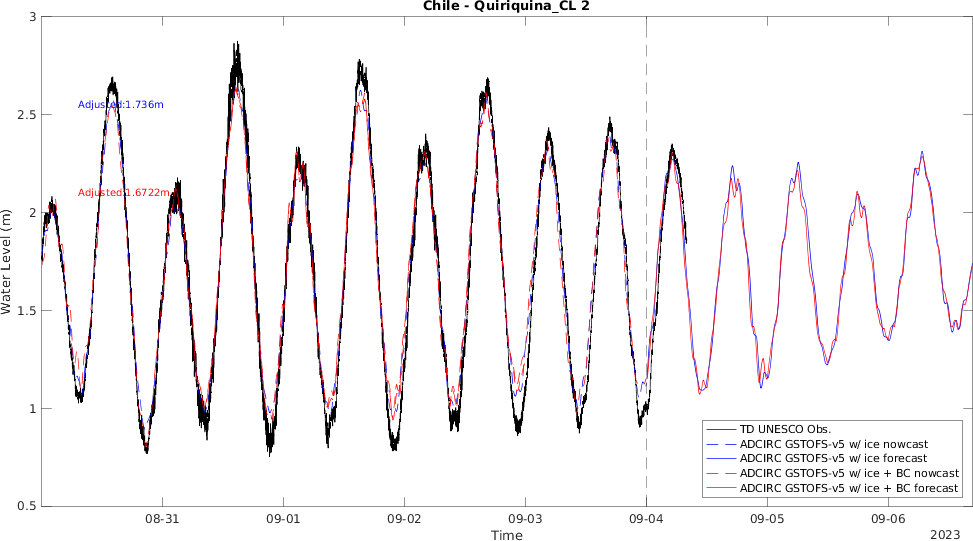 Chile - Quiriquina_CL 2
3
2.5
2
1.5
1
0.5
Water Level (m)
Adjusted:1.736m
Adjusted:1.6722m
TD UNESCO Obs.
ADCIRC GSTOFS-v5 w/ ice nowcast
ADCIRC GSTOFS-v5 w/ ice forecast
ADCIRC GSTOFS-v5 w/ ice + BC nowcast
ADCIRC GSTOFS-v5 w/ ice + BC forecast
08-31
09-01
09-02
09-03
09-04
09-05
09-06
Time
2023